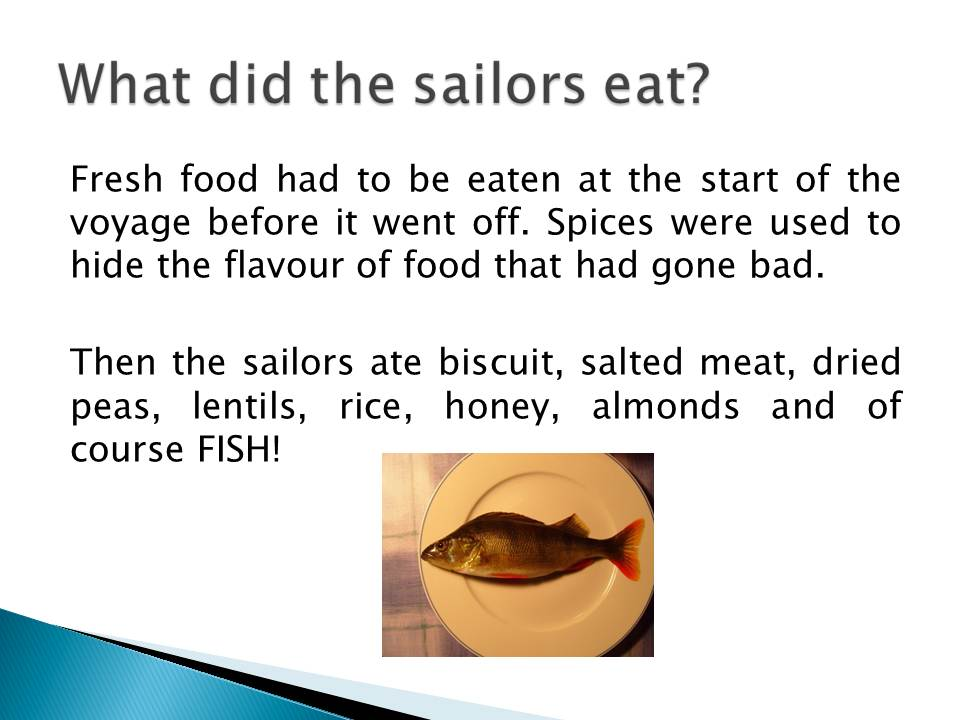 What did the sailors eat?
Fresh food had to be eaten at the start of the
voyage before it went off. Spices were used to
hide the flavour of food that had gone bad.
Then the sailors ate biscuit, salted meat, dried
peas, lentils, rice, honey, almonds and of
course FISH!